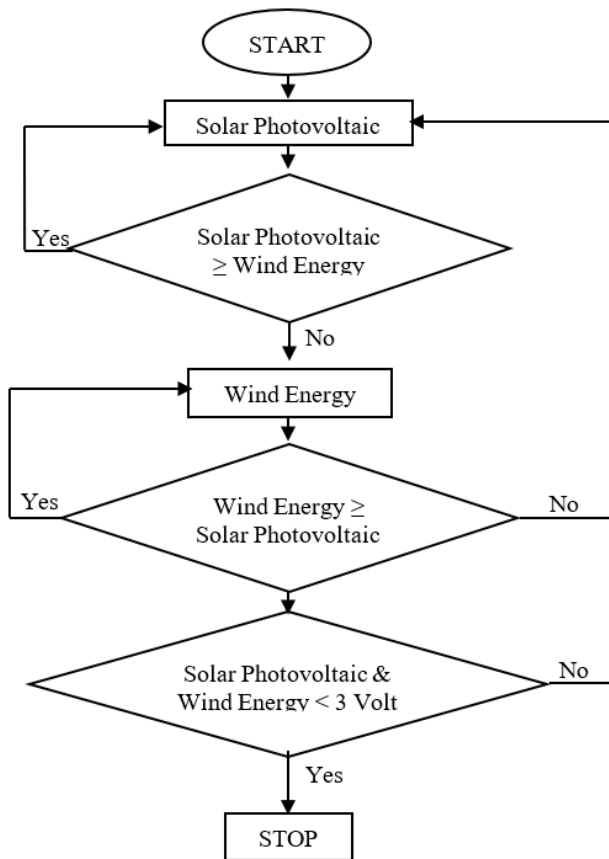 START
Solar Photovoltaic
Solar Photovoltaic
≥ Wind Energy
Yes
No
Wind Energy
Wind Energy ≥
Solar Photovoltaic
Yes
No
Solar Photovoltaic &
Wind Energy < 3 Volt
No
Yes
STOP